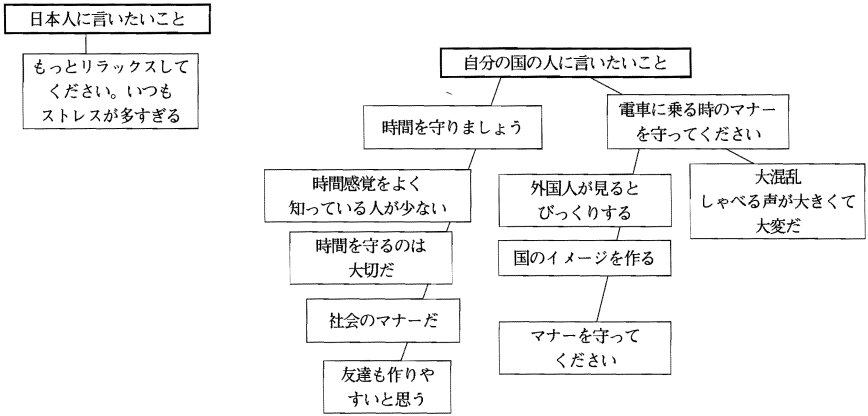 日本人に言いたいこと
もっとリラックスして
ください。いつも
ストレスが多すぎる
自分の国の人に言いたいこと
時間を守りましょう
時間感覚をよく
知っている人が少ない
時間を守るのは
大切だ
社会のマナーだ
友達も作りや
すいと思う
電車に乗る時のマナー
を守ってください
外国人が見ると
びっくりする
国のイメージを作る
マナーを守って
ください
大混乱
しゃべる声が大きくて
大変だ